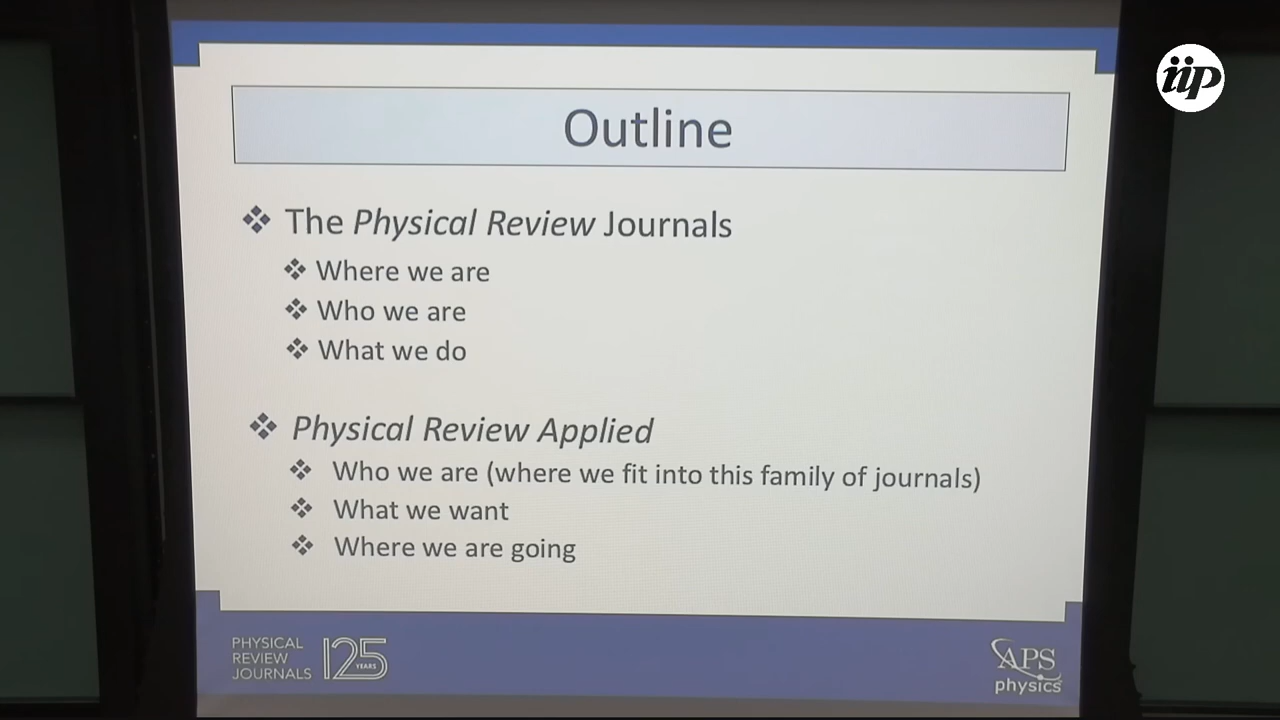 iip
Outline
❖ The Physical Review Journals
❖ Where we are
❖ Who we are
❖ What we do
❖ Physical Review Applied
❖ Who we are (where we fit into this family of journals)
❖ What we want
❖ Where we are going
PHYSICAL
REVIEW
JOURNALS
125
YEARS
APS
physics